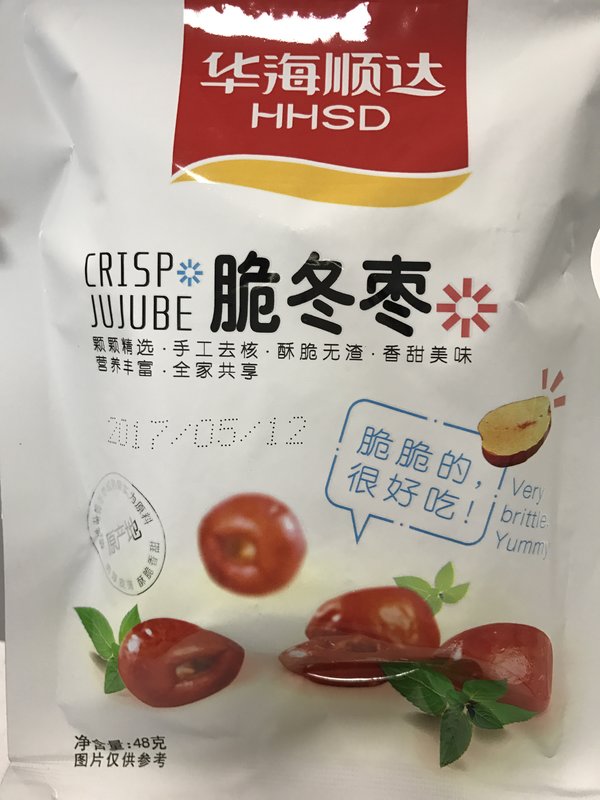 华海顺达
HHSD
CRISP
JUJUBE
脆冬枣
颗颗精选·手工去核·酥脆无渣·香甜美味
营养丰富·全家共享
2017/05/12
脆脆的,
很好吃!
Very
brittle
Yummy
为原料
原产地
净含量:48克
图片仅供参考